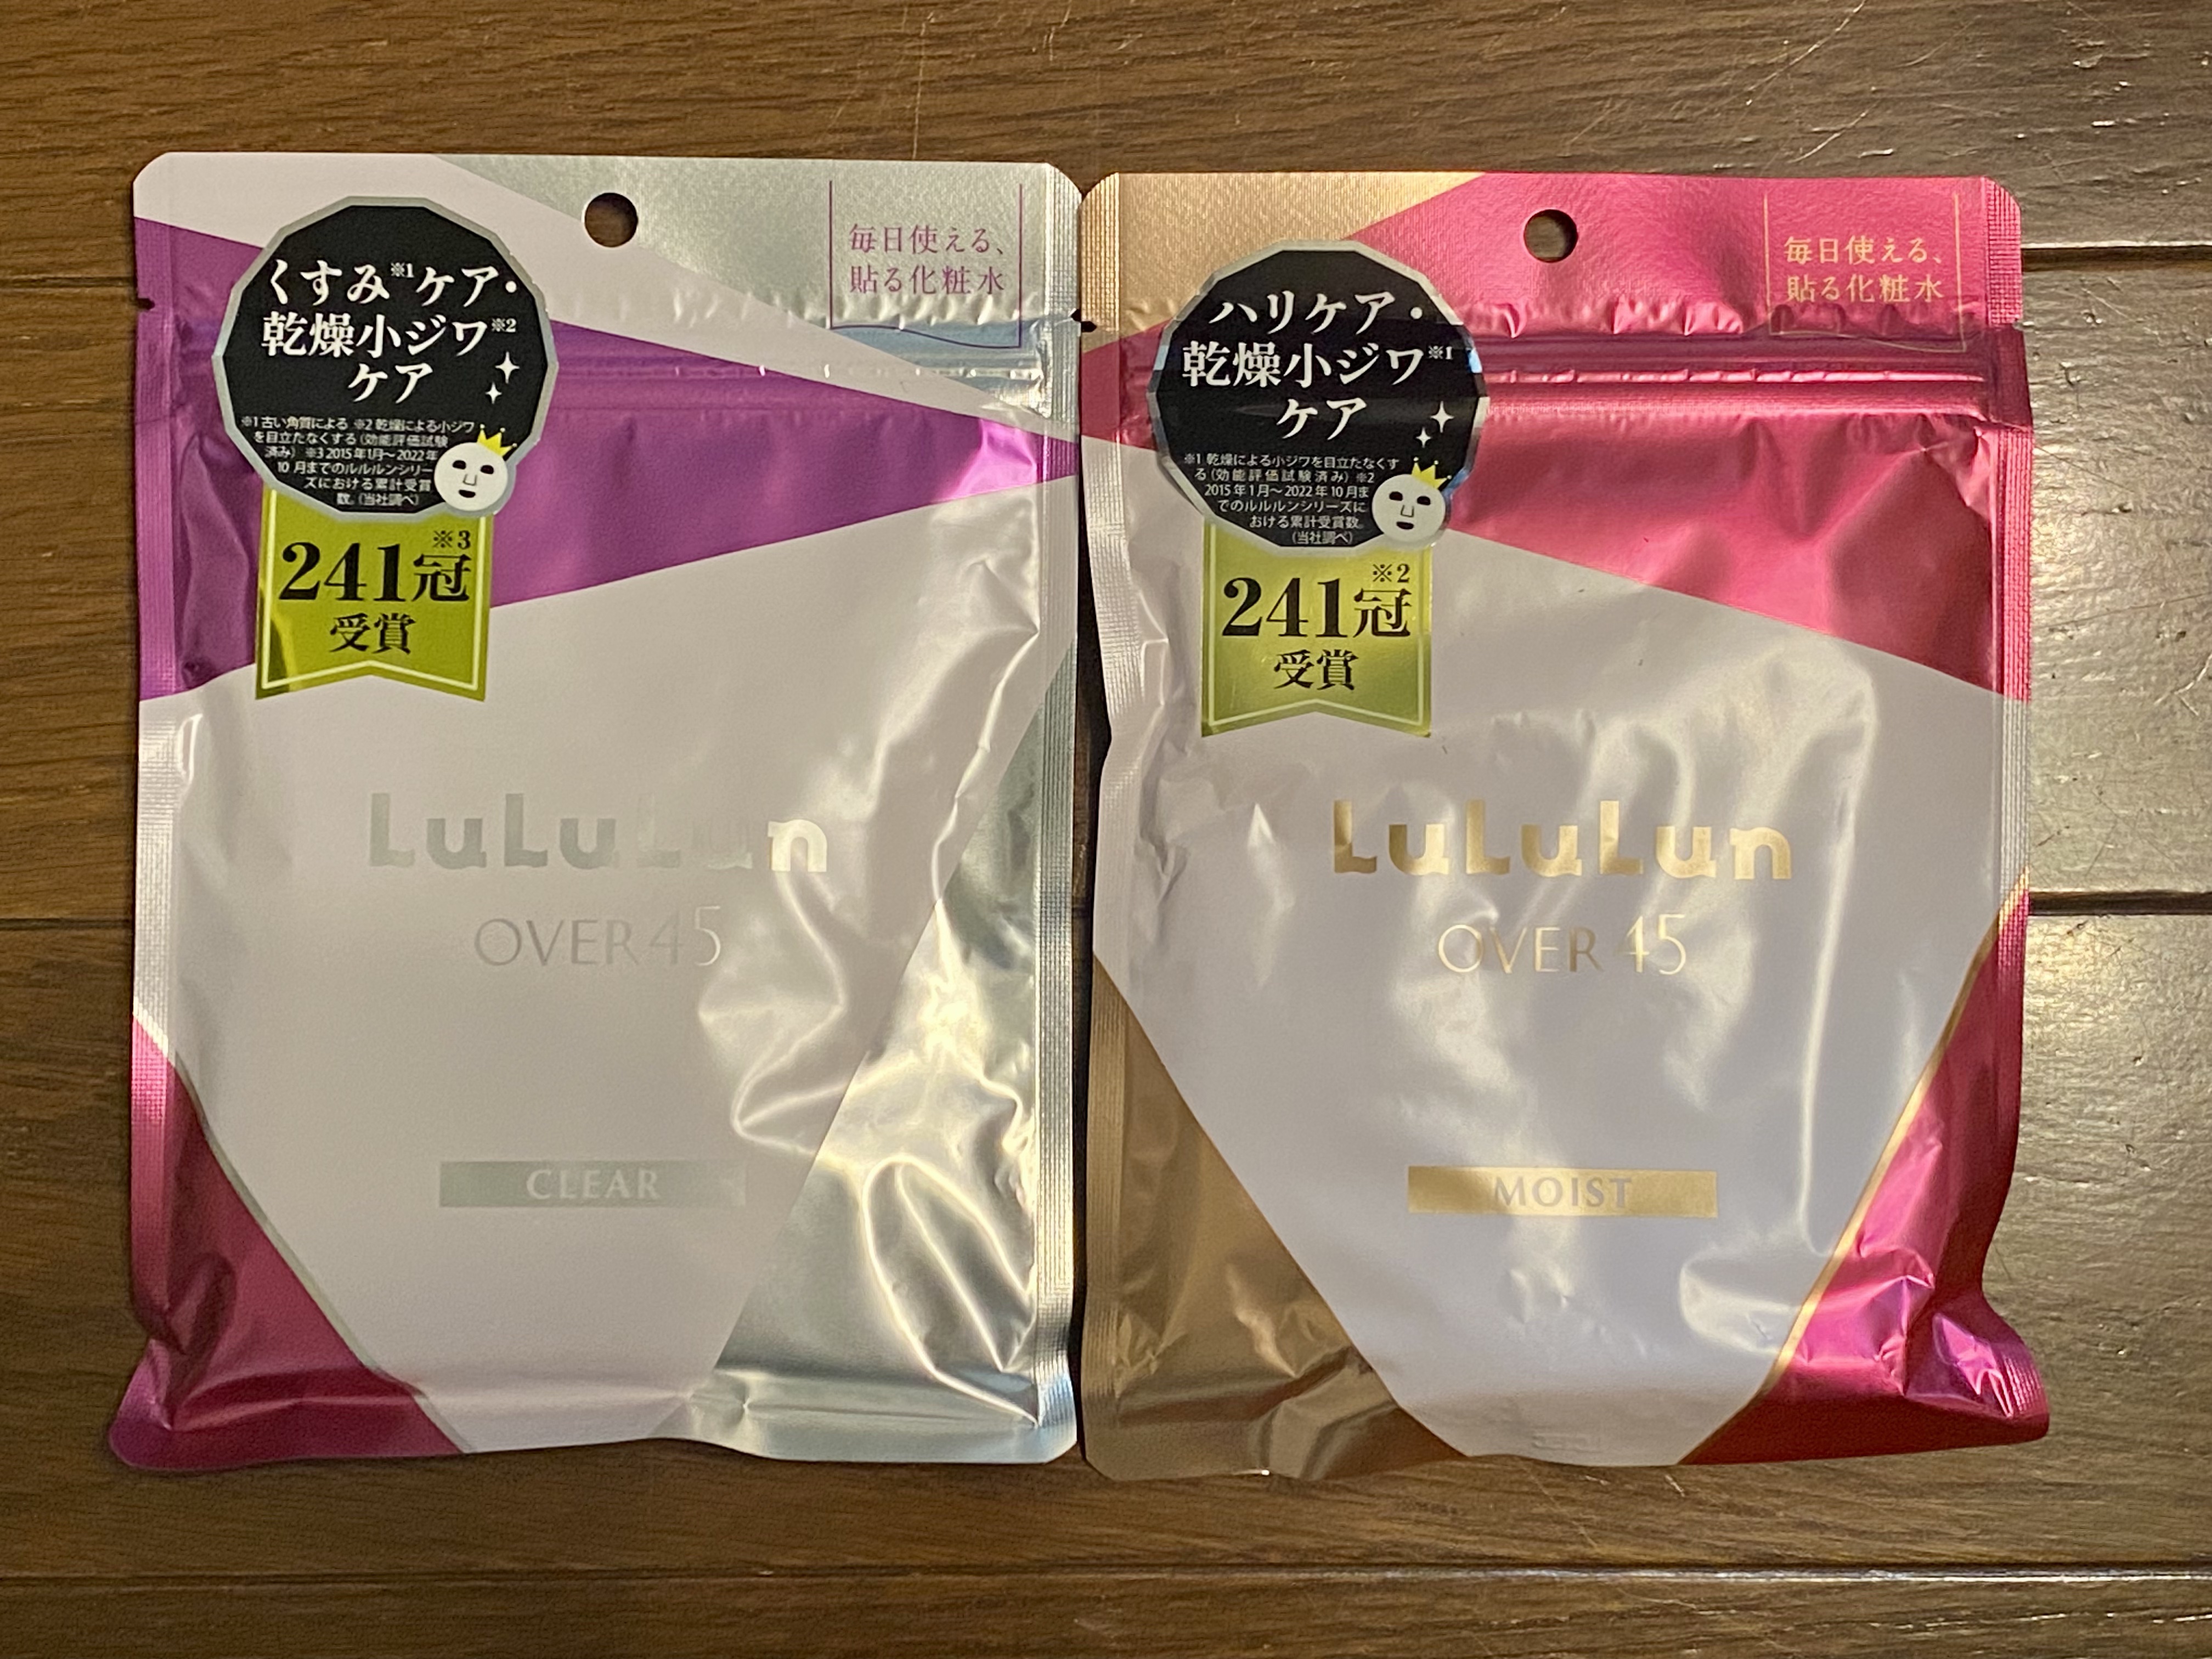 くすみ※1ケア・
乾燥小ジワ※2
ケア
※1古い角質による ※2乾燥による小ジワ
を目立たなくする(効能評価試験
済み) ※3 2015年1月〜2022年
10月までのルルルンシリー
ズにおける累計受賞
数。(当社調べ)
※3
241冠
受賞
毎日使える、
貼る化粧水
LuLuLun
OVER 45
CLEAR
ハリケア・
乾燥小ジワ※1
ケア
※1 乾燥による小ジワを目立たなくす
る(効能評価試験済み) ※2
2015年1月〜2022年10月ま
でのルルルンシリーズに
おける累計受賞数。
(当社調べ)
※2
241冠
受賞
毎日使える、
貼る化粧水
LuLuLun
OVER 45
MOIST